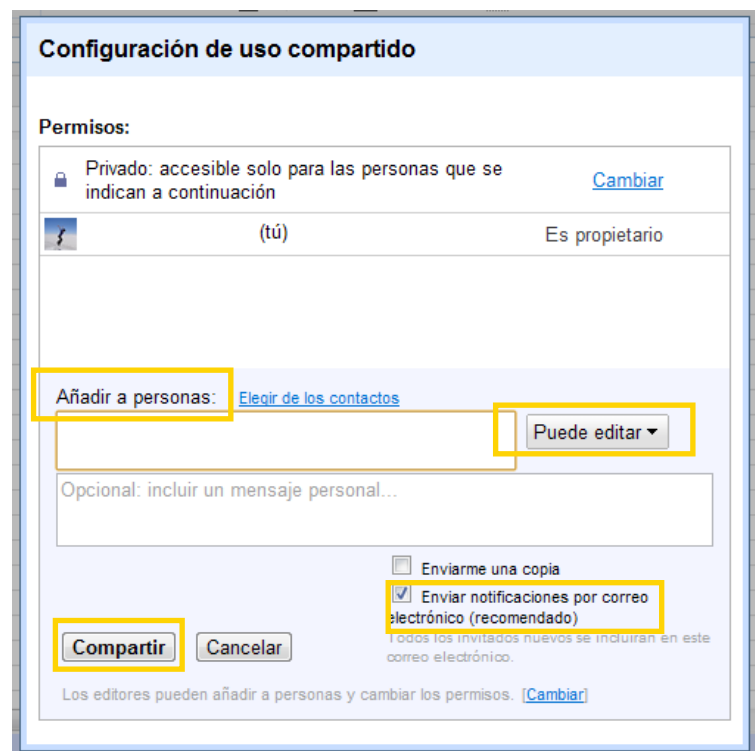 Configuración de uso compartido
Permisos:
Privado: accesible solo para las personas que se
indican a continuación
Cambiar
(tú)
Es propietario
Añadir a personas:
Elegir de los contactos
Puede editar
Opcional: incluir un mensaje personal...
Enviarme una copia
Enviar notificaciones por correo
electrónico (recomendado)
Todos los invitados nuevos se incluirán en este
correo electrónico.
Compartir
Cancelar
Los editores pueden añadir a personas y cambiar los permisos. [Cambiar]